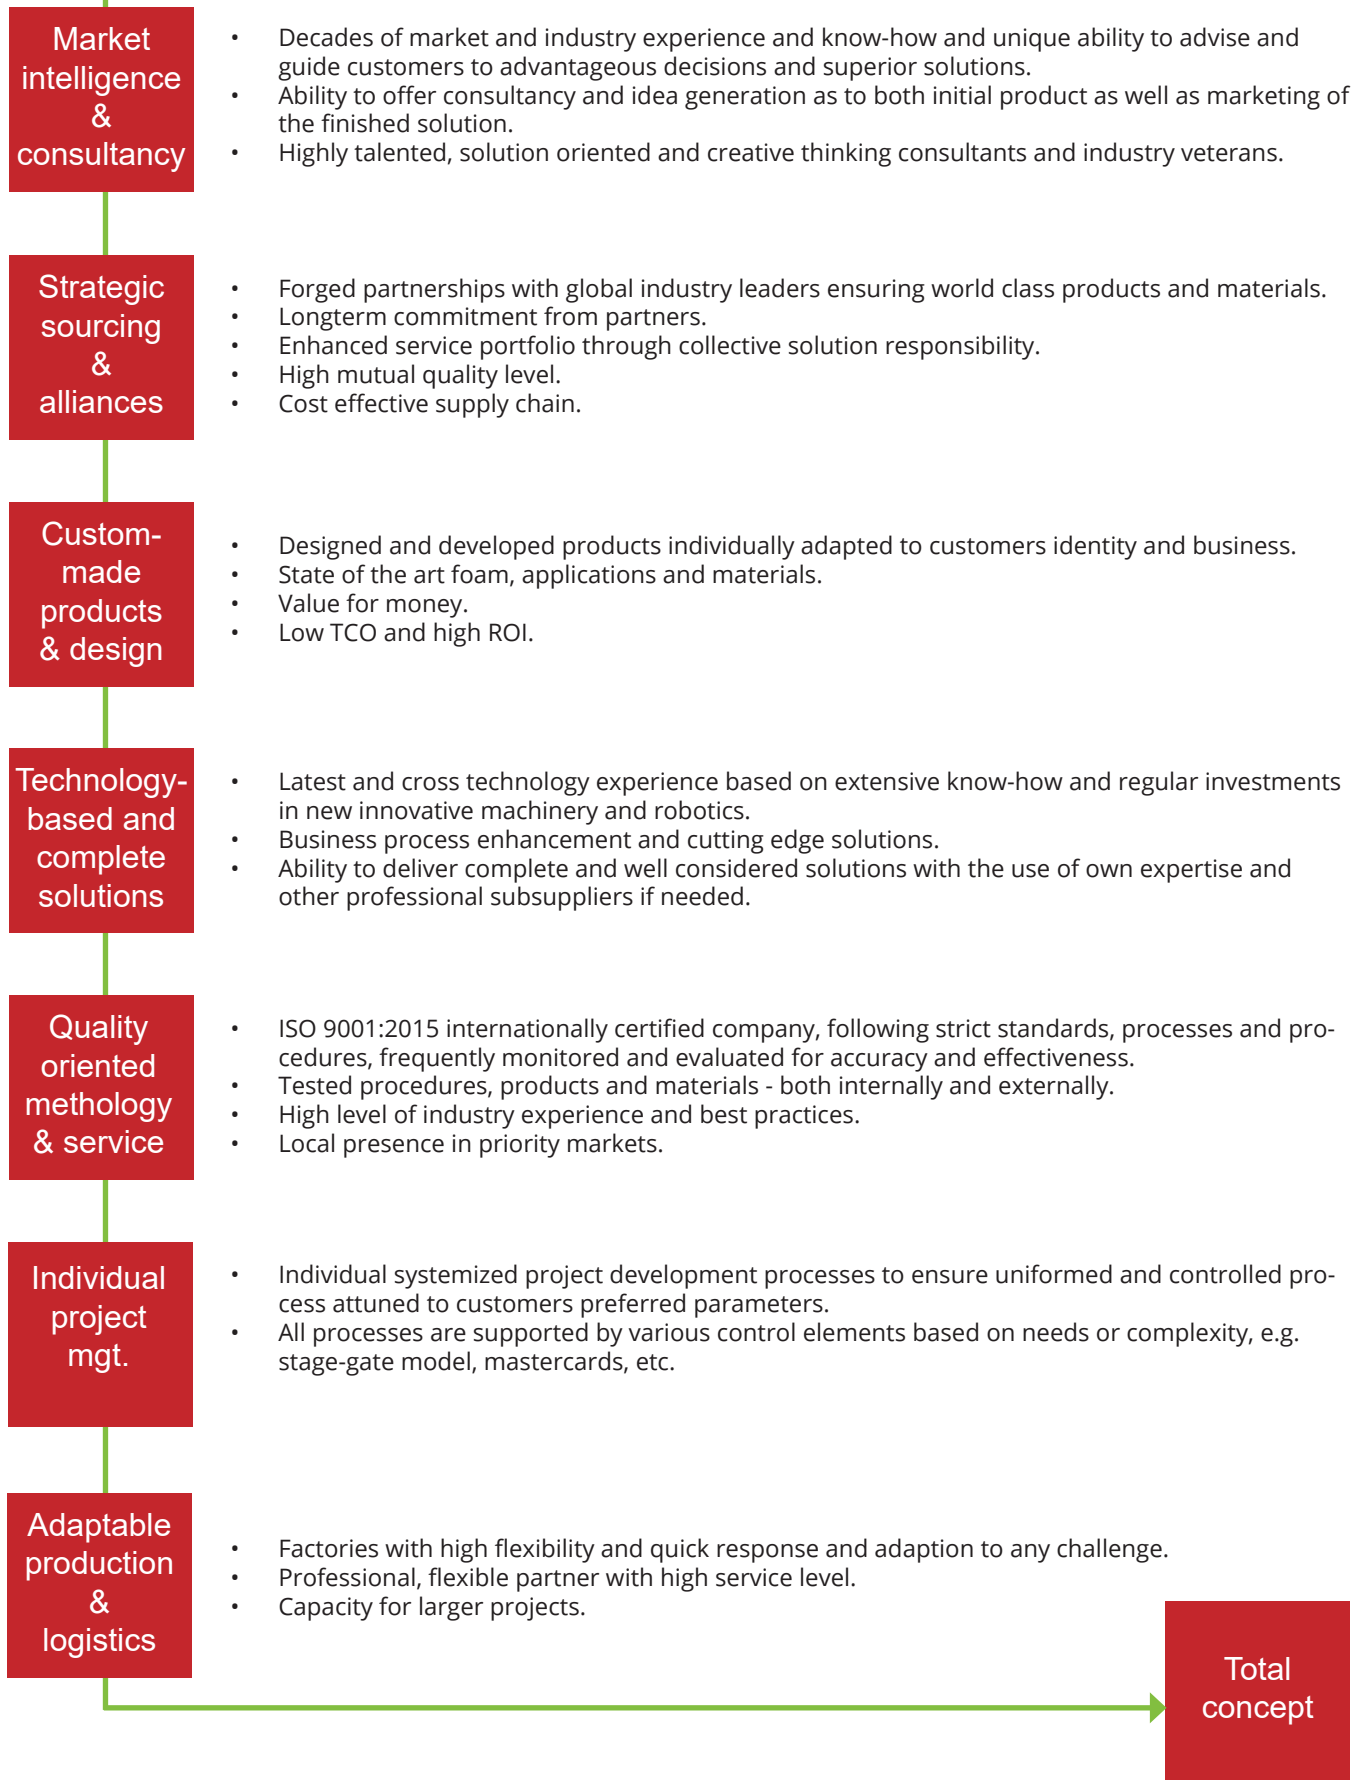 Market
intelligence
&
consultancy
• Decades of market and industry experience and know-how and unique ability to advise and
guide customers to advantageous decisions and superior solutions.
• Ability to offer consultancy and idea generation as to both initial product as well as marketing of
the finished solution.
• Highly talented, solution oriented and creative thinking consultants and industry veterans.
Strategic
sourcing
&
alliances
• Forged partnerships with global industry leaders ensuring world class products and materials.
• Longterm commitment from partners.
• Enhanced service portfolio through collective solution responsibility.
• High mutual quality level.
• Cost effective supply chain.
Custom-
made
products
& design
• Designed and developed products individually adapted to customers identity and business.
• State of the art foam, applications and materials.
• Value for money.
• Low TCO and high ROI.
Technology-
based and
complete
solutions
• Latest and cross technology experience based on extensive know-how and regular investments
in new innovative machinery and robotics.
• Business process enhancement and cutting edge solutions.
• Ability to deliver complete and well considered solutions with the use of own expertise and
other professional subsuppliers if needed.
Quality
oriented
methology
& service
• ISO 9001:2015 internationally certified company, following strict standards, processes and pro-
cedures, frequently monitored and evaluated for accuracy and effectiveness.
• Tested procedures, products and materials - both internally and externally.
• High level of industry experience and best practices.
• Local presence in priority markets.
Individual
project
mgt.
• Individual systemized project development processes to ensure uniformed and controlled pro-
cess attuned to customers preferred parameters.
• All processes are supported by various control elements based on needs or complexity, e.g.
stage-gate model, mastercards, etc.
Adaptable
production
&
logistics
• Factories with high flexibility and quick response and adaption to any challenge.
• Professional, flexible partner with high service level.
• Capacity for larger projects.
Total
concept